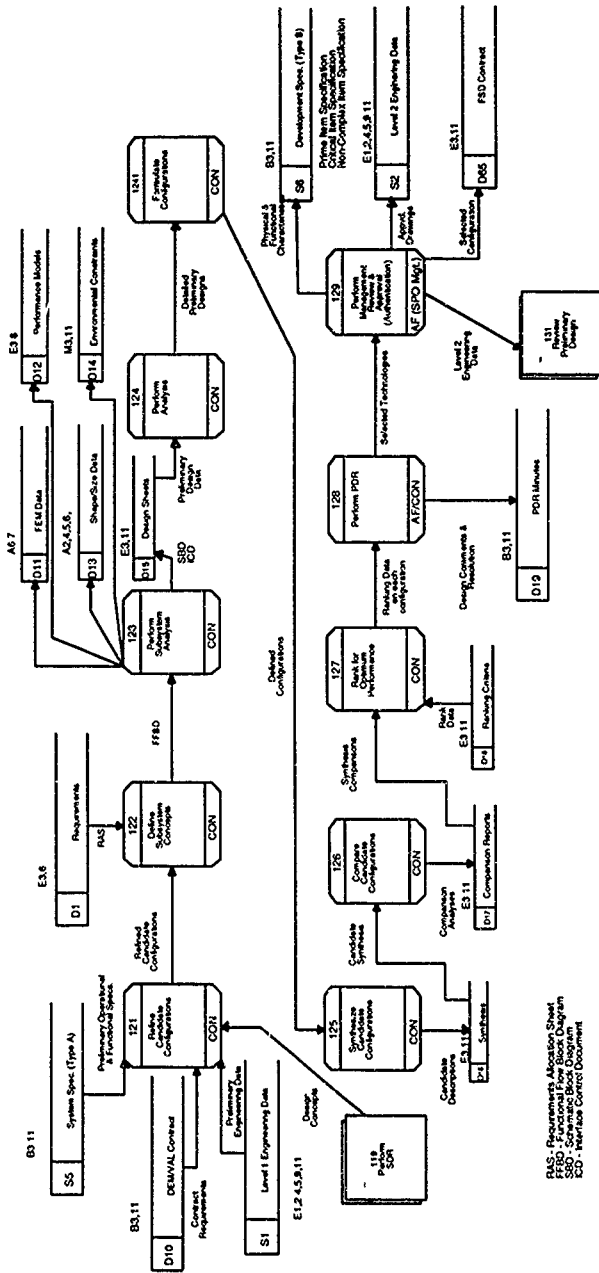 B3 11
S5
System Spec. (Type A)
Preliminary Operational
& Functional Specs.
B3,11
D10
DEM/VAL Contract
Contract
Requirements
S1
Level 1 Engineering Data
E1,2 4,5,9,11
Preliminary
Engineering Data
119
Perform
SDR
Design
Concepts
121
Refine
Candidate
Configurations
CON
Refined
Candidate
Configurations
E3,6
D1
Requirements
RAS
122
Define
Subsystem
Concepts
CON
FFBD
123
Perform
Subsystem
Analysis
CON
A6 7
D11
FEM Data
E3 6
D12
Performance Models
A2,4,5,6,
D13
Shape/Size Data
M3,11
D14
Environmental Constraints
E3,11
D15
Design Sheets
SBD
ICD
Preliminary
Design
Data
124
Perform
Analysis
CON
Detailed
Preliminary
Designs
1241
Formulate
Configurations
CON
Defined
Configurations
125
Synthesize
Candidate
Configurations
CON
Candidate
Descriptions
E3,11
Syntheses
Candidate
Syntheses
126
Compare
Candidate
Configurations
CON
Comparison
Analyses
E3 11
D17
Comparison Reports
Syntheses
Comparisons
127
Rank for
Optimum
Performance
CON
Rank
Data
E3 11
Ranking Criteria
Ranking Data
on each
configuration
128
Perform PDR
AF/CON
Design Comments &
Resolution
B3,11
D19
PDR Minutes
Selected Technologies
129
Perform
Management
Review &
Approval
(Authentication)
AF (SPO Mgt.)
Physical &
Functional
Characteristics
B3,11
S6
Development Spec. (Type B)
Prime Item Specification
Critical Item Specification
Non-Complex Item Specification
Appvd.
Drawings
E1,2,4,5,9 11
S2
Level 2 Enginering Data
Selected
Configuration
E3,11
D65
FSD Contract
Level 2
Engineering
Data
131
Review
Preliminary
Design
RAS - Requirements Allocation Sheet
FFBD - Functional Flow Block Diagram
SBD - Schematic Block Diagram
ICD - Interface Control Document